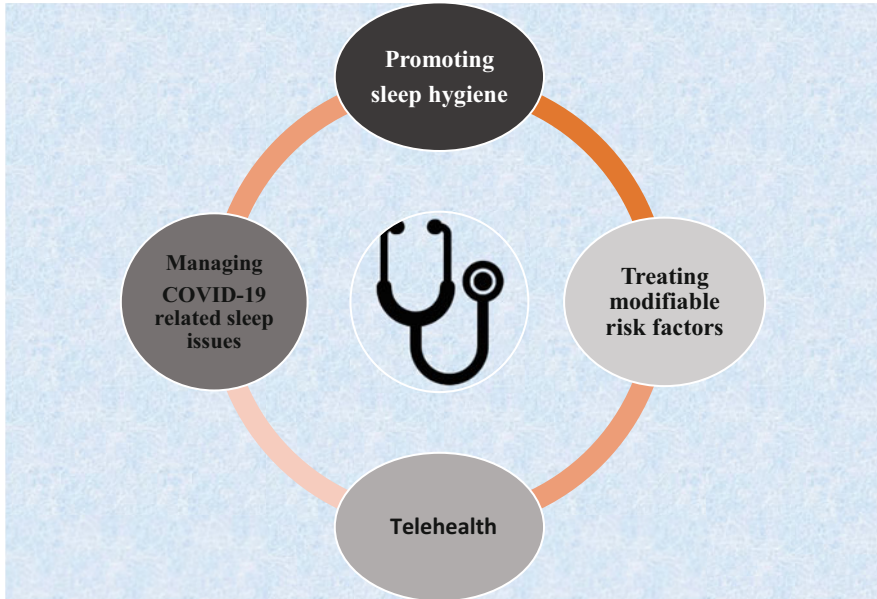 Promoting
sleep hygiene
Managing
COVID-19
related sleep
issues
Treating
modifiable
risk factors
Telehealth